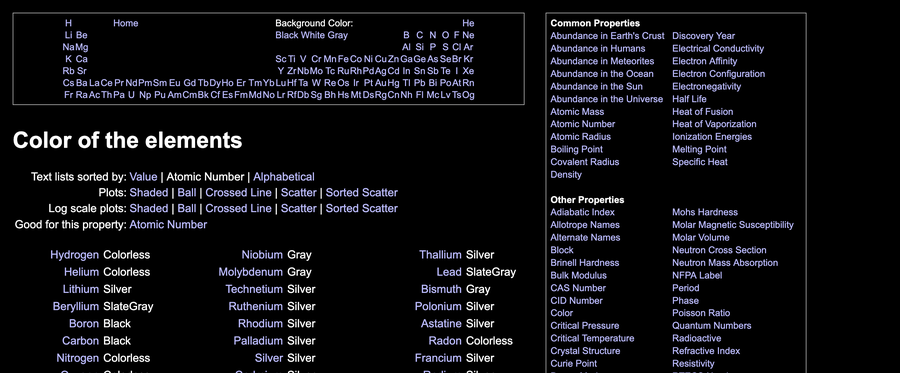 H Home Background Color: He
Li Be Black White Gray B C N O F Ne
Na Mg Al Si P S Cl Ar
K Ca Sc Ti V Cr Mn Fe Co Ni Cu Zn Ga Ge As Se Br Kr
Rb Sr Y Zr Nb Mo Tc Ru Rh Pd Ag Cd In Sn Sb Te I Xe
Cs Ba La Ce Pr Nd Pm Sm Eu Gd Tb Dy Ho Er Tm Yb Lu Hf Ta W Re Os Ir Pt Au Hg Tl Pb Bi Po At Rn
Fr Ra Ac Th Pa U Np Pu Am Cm Bk Cf Es Fm Md No Lr Rf Db Sg Bh Hs Mt Ds Rg Cn Nh Fl Mc Lv Ts Og
Color of the elements
Text lists sorted by: Value | Atomic Number | Alphabetical
Plots: Shaded | Ball | Crossed Line | Scatter | Sorted Scatter
Log scale plots: Shaded | Ball | Crossed Line | Scatter | Sorted Scatter
Good for this property: Atomic Number
Hydrogen Colorless Niobium Gray Thallium Silver
Helium Colorless Molybdenum Gray Lead SlateGray
Lithium Silver Technetium Silver Bismuth Gray
Beryllium SlateGray Ruthenium Silver Polonium Silver
Boron Black Rhodium Silver Astatine Silver
Carbon Black Palladium Silver Radon Colorless
Nitrogen Colorless Silver Silver Francium Silver
Common Properties
Abundance in Earth's Crust Discovery Year
Abundance in Humans Electrical Conductivity
Abundance in Meteorites Electron Affinity
Abundance in the Ocean Electron Configuration
Abundance in the Sun Electronegativity
Abundance in the Universe Half Life
Atomic Mass Heat of Fusion
Atomic Number Heat of Vaporization
Atomic Radius Ionization Energies
Boiling Point Melting Point
Covalent Radius Specific Heat
Density
Other Properties
Adiabatic Index Mohs Hardness
Allotrope Names Molar Magnetic Susceptibility
Alternate Names Molar Volume
Block Neutron Cross Section
Brinell Hardness Neutron Mass Absorption
Bulk Modulus NFPA Label
CAS Number Period
CID Number Phase
Color Poisson Ratio
Critical Pressure Quantum Numbers
Critical Temperature Radioactive
Crystal Structure Refractive Index
Curie Point Resistivity